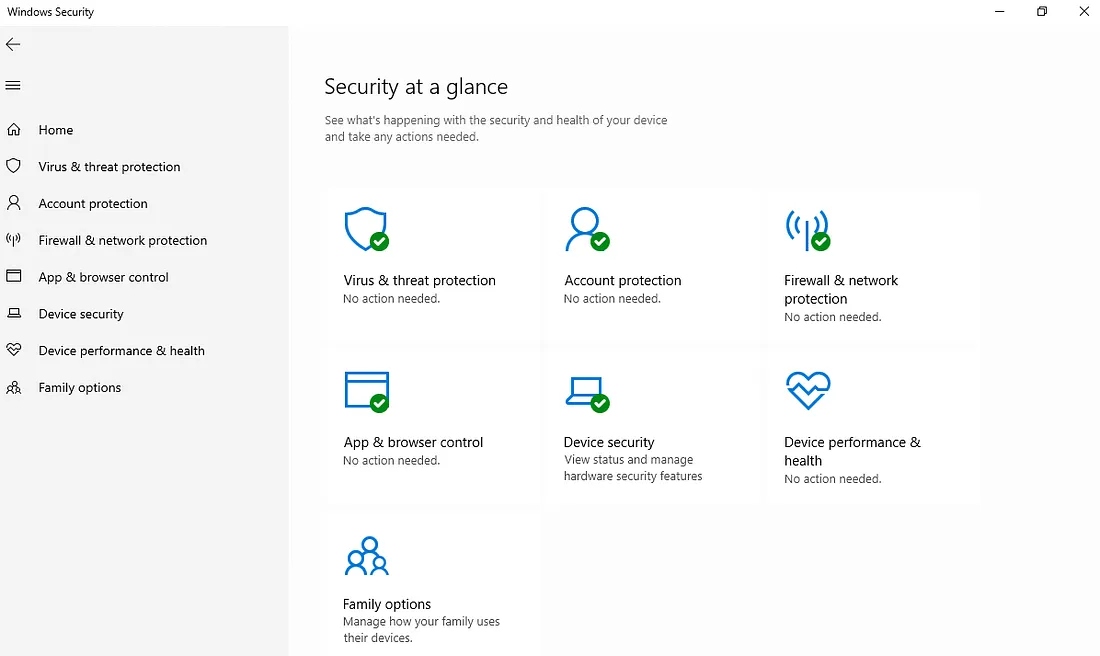 Windows Security
Home
Virus & threat protection
Account protection
Firewall & network protection
App & browser control
Device security
Device performance & health
Family options
Security at a glance
See what's happening with the security and health of your device
and take any actions needed.
Virus & threat protection
No action needed.
Account protection
No action needed.
Firewall & network
protection
No action needed.
App & browser control
No action needed.
Device security
View status and manage
hardware security features
Device performance &
health
No action needed.
Family options
Manage how your family uses
their devices.